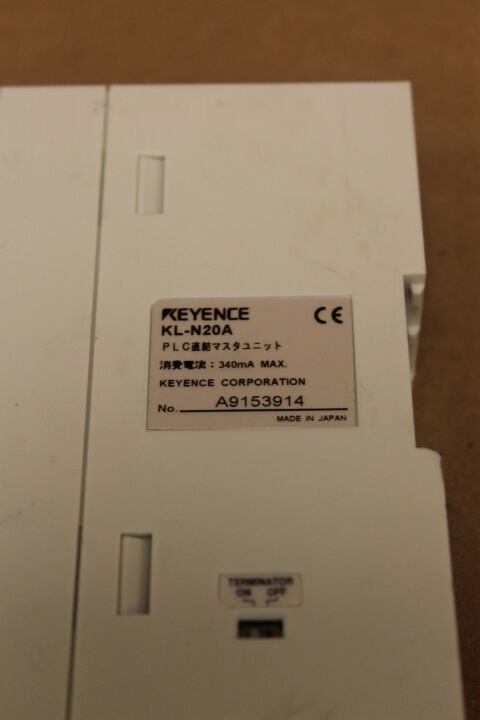 KEYENCE
KL-N20A
PLC直結マスタユニット
消費電流：340mA MAX.
KEYENCE CORPORATION
No. A9153914
MADE IN JAPAN
TERMINATOR
ON OFF